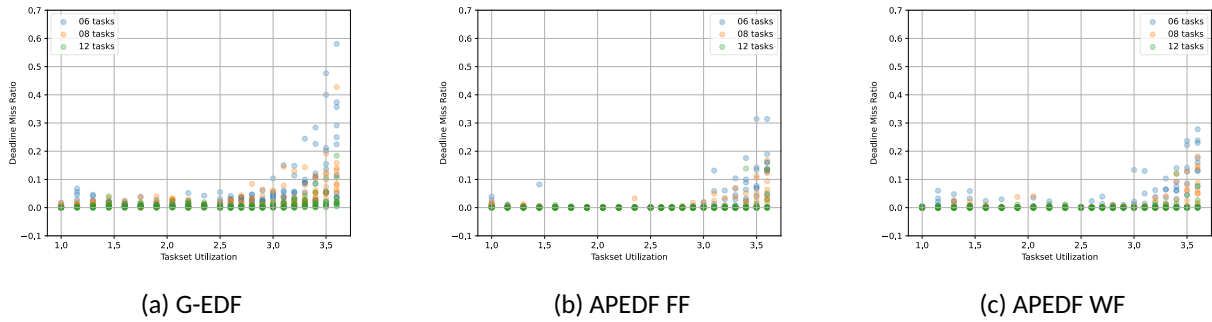 0,7
0,6
0,5
0,4
0,3
0,2
0,1
0,0
−0,1
Deadline Miss Ratio
06 tasks
08 tasks
12 tasks
1,0 1,5 2,0 2,5 3,0 3,5
Taskset Utilization
(a) G-EDF
0,7
0,6
0,5
0,4
0,3
0,2
0,1
0,0
−0,1
Deadline Miss Ratio
06 tasks
08 tasks
12 tasks
1,0 1,5 2,0 2,5 3,0 3,5
Taskset Utilization
(b) APEDF FF
0,7
0,6
0,5
0,4
0,3
0,2
0,1
0,0
−0,1
Deadline Miss Ratio
06 tasks
08 tasks
12 tasks
1,0 1,5 2,0 2,5 3,0 3,5
Taskset Utilization
(c) APEDF WF